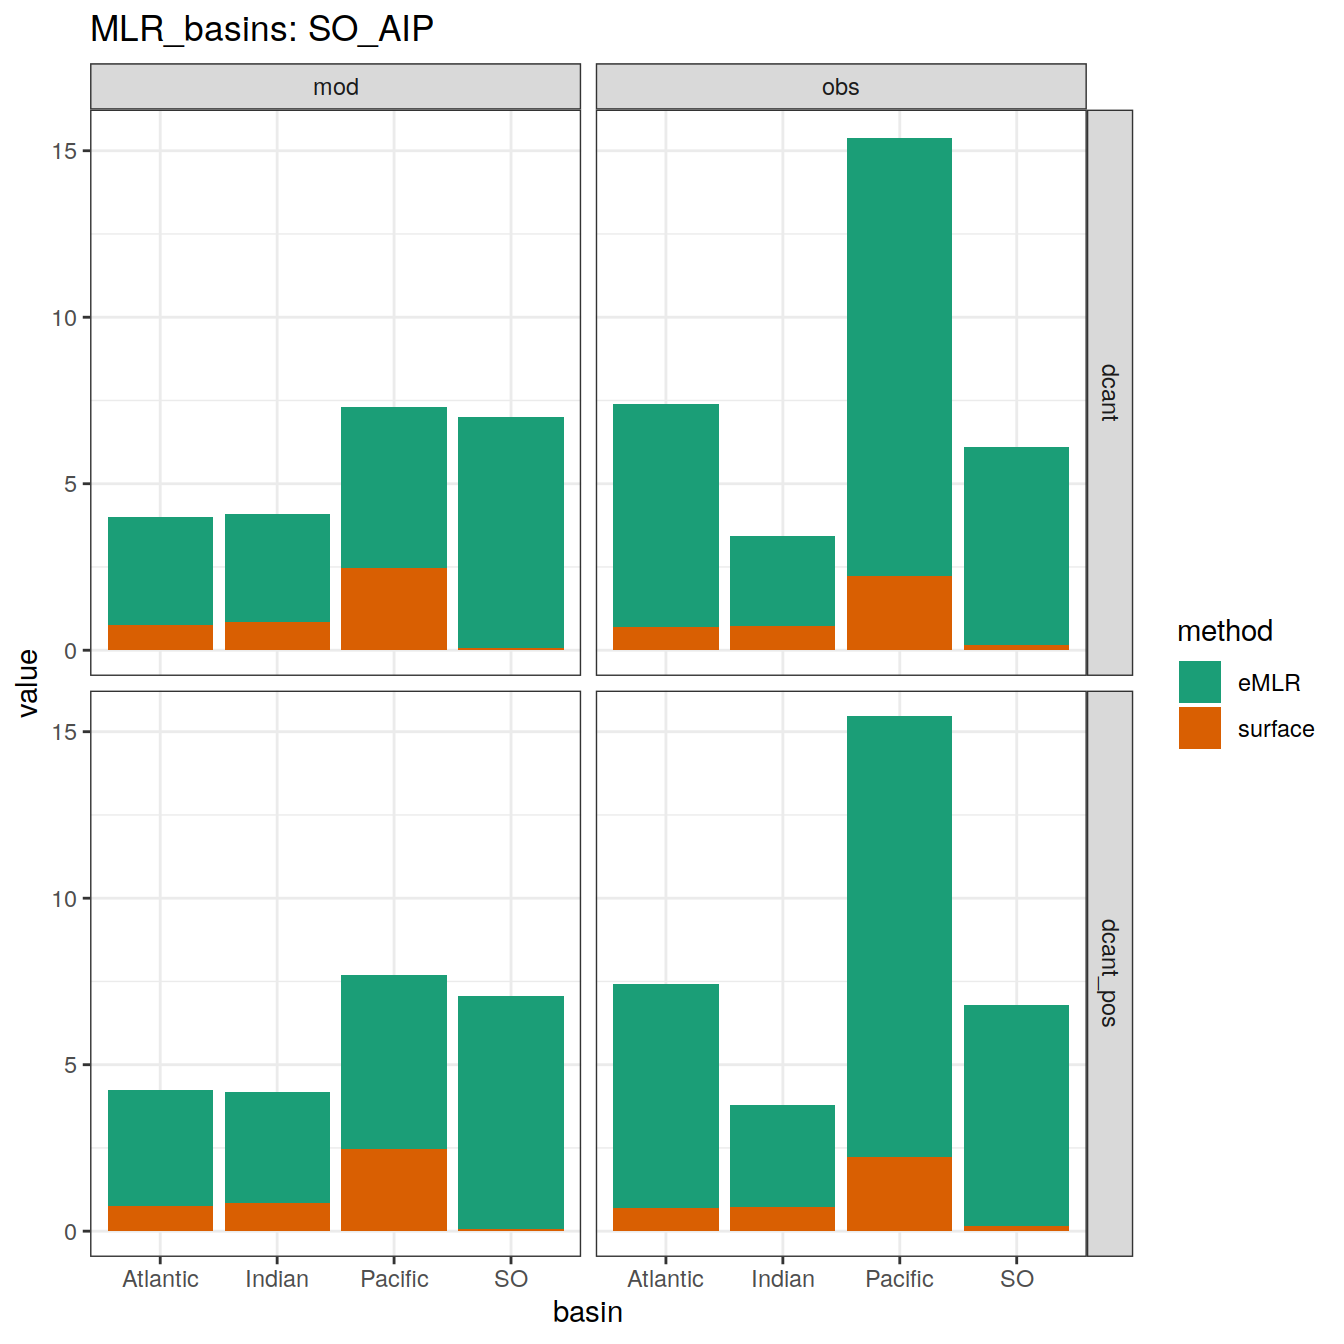 MLR_basins: SO_AIP
mod
obs
15
10
5
0
dcant
15
10
5
0
dcant_pos
value
Atlantic Indian Pacific SO
Atlantic Indian Pacific SO
basin
method
eMLR
surface